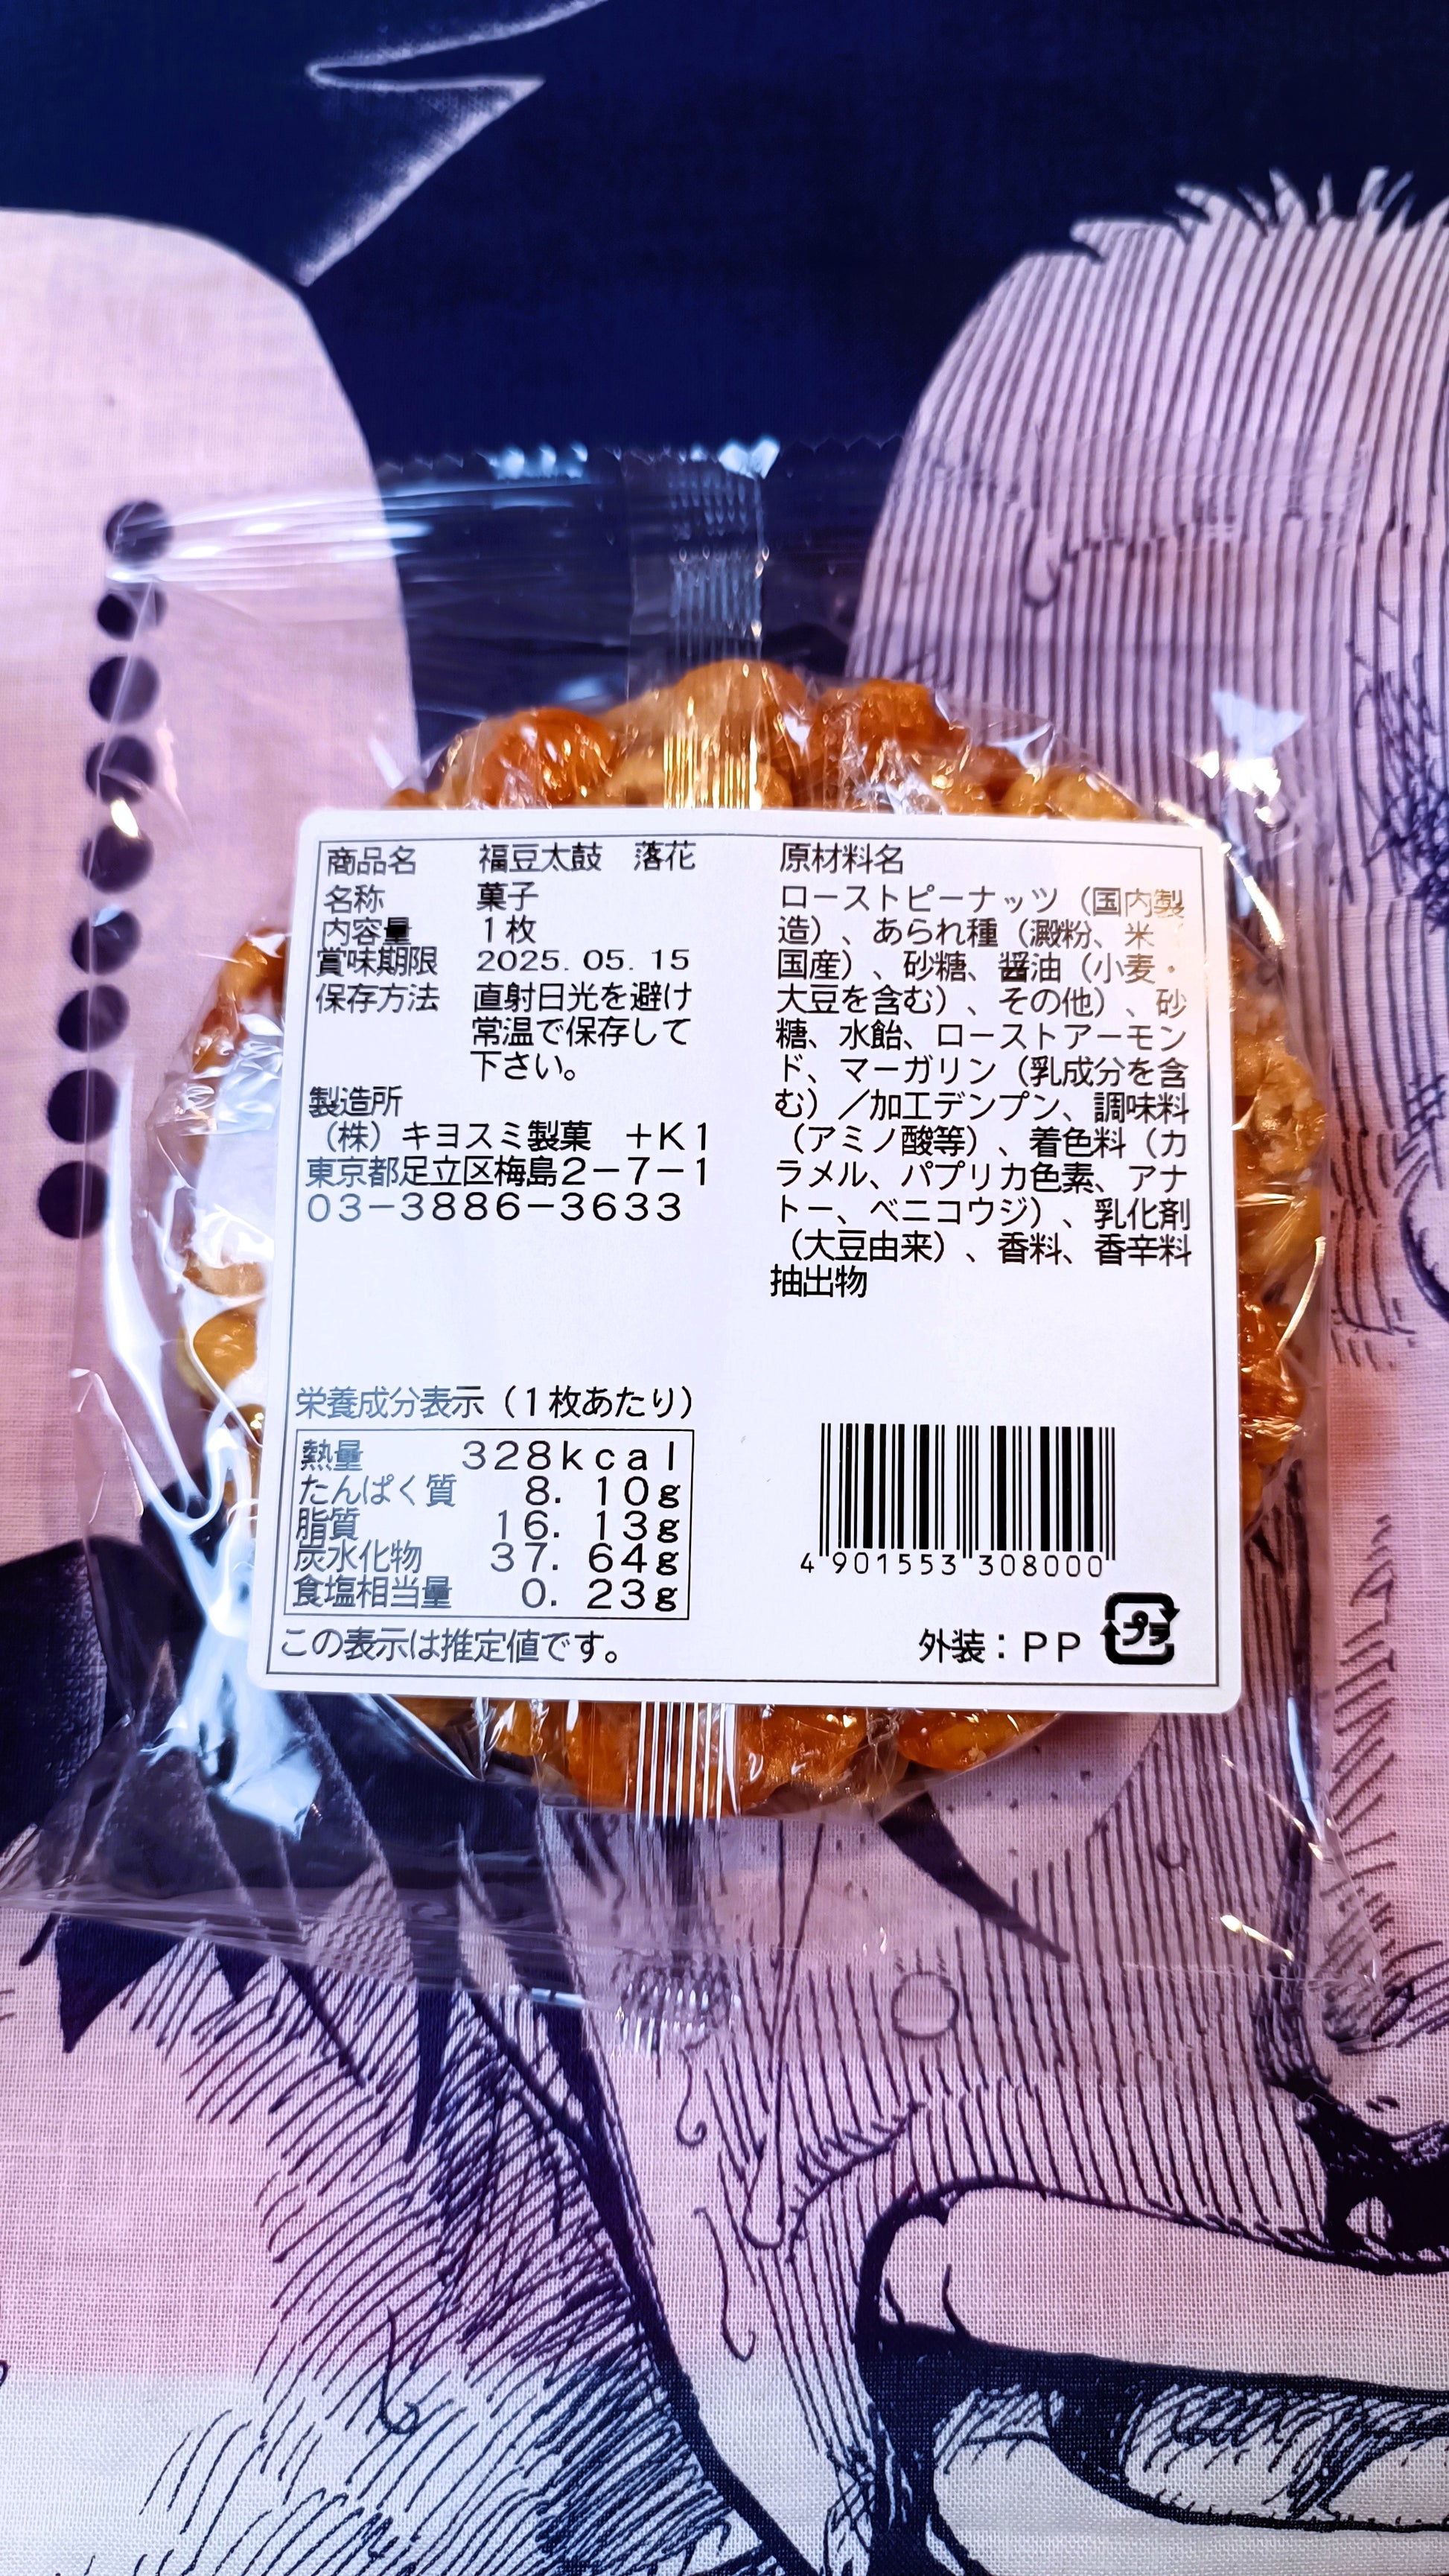 商品名　福豆太鼓　落花
名称　菓子
内容量　1枚
賞味期限　2025.05.15
保存方法　直射日光を避け
常温で保存して
下さい。
製造所
（株）キヨスミ製菓　＋K1
東京都足立区梅島2－7－1
03－3886－3633
原材料名
ローストピーナッツ（国内製
造）、あられ種（澱粉、米
国産）、砂糖、醤油（小麦・
大豆を含む）、その他）、砂
糖、水飴、ローストアーモン
ド、マーガリン（乳成分を含
む）／加工デンプン、調味料
（アミノ酸等）、着色料（カ
ラメル、パプリカ色素、アナ
トー、ベニコウジ）、乳化剤
（大豆由来）、香料、香辛料
抽出物
栄養成分表示（1枚あたり）
熱量　328kcal
たんぱく質　8.10g
脂質　16.13g
炭水化物　37.64g
食塩相当量　0.23g
この表示は推定値です。
4 901553 308000
外装：PP プラ